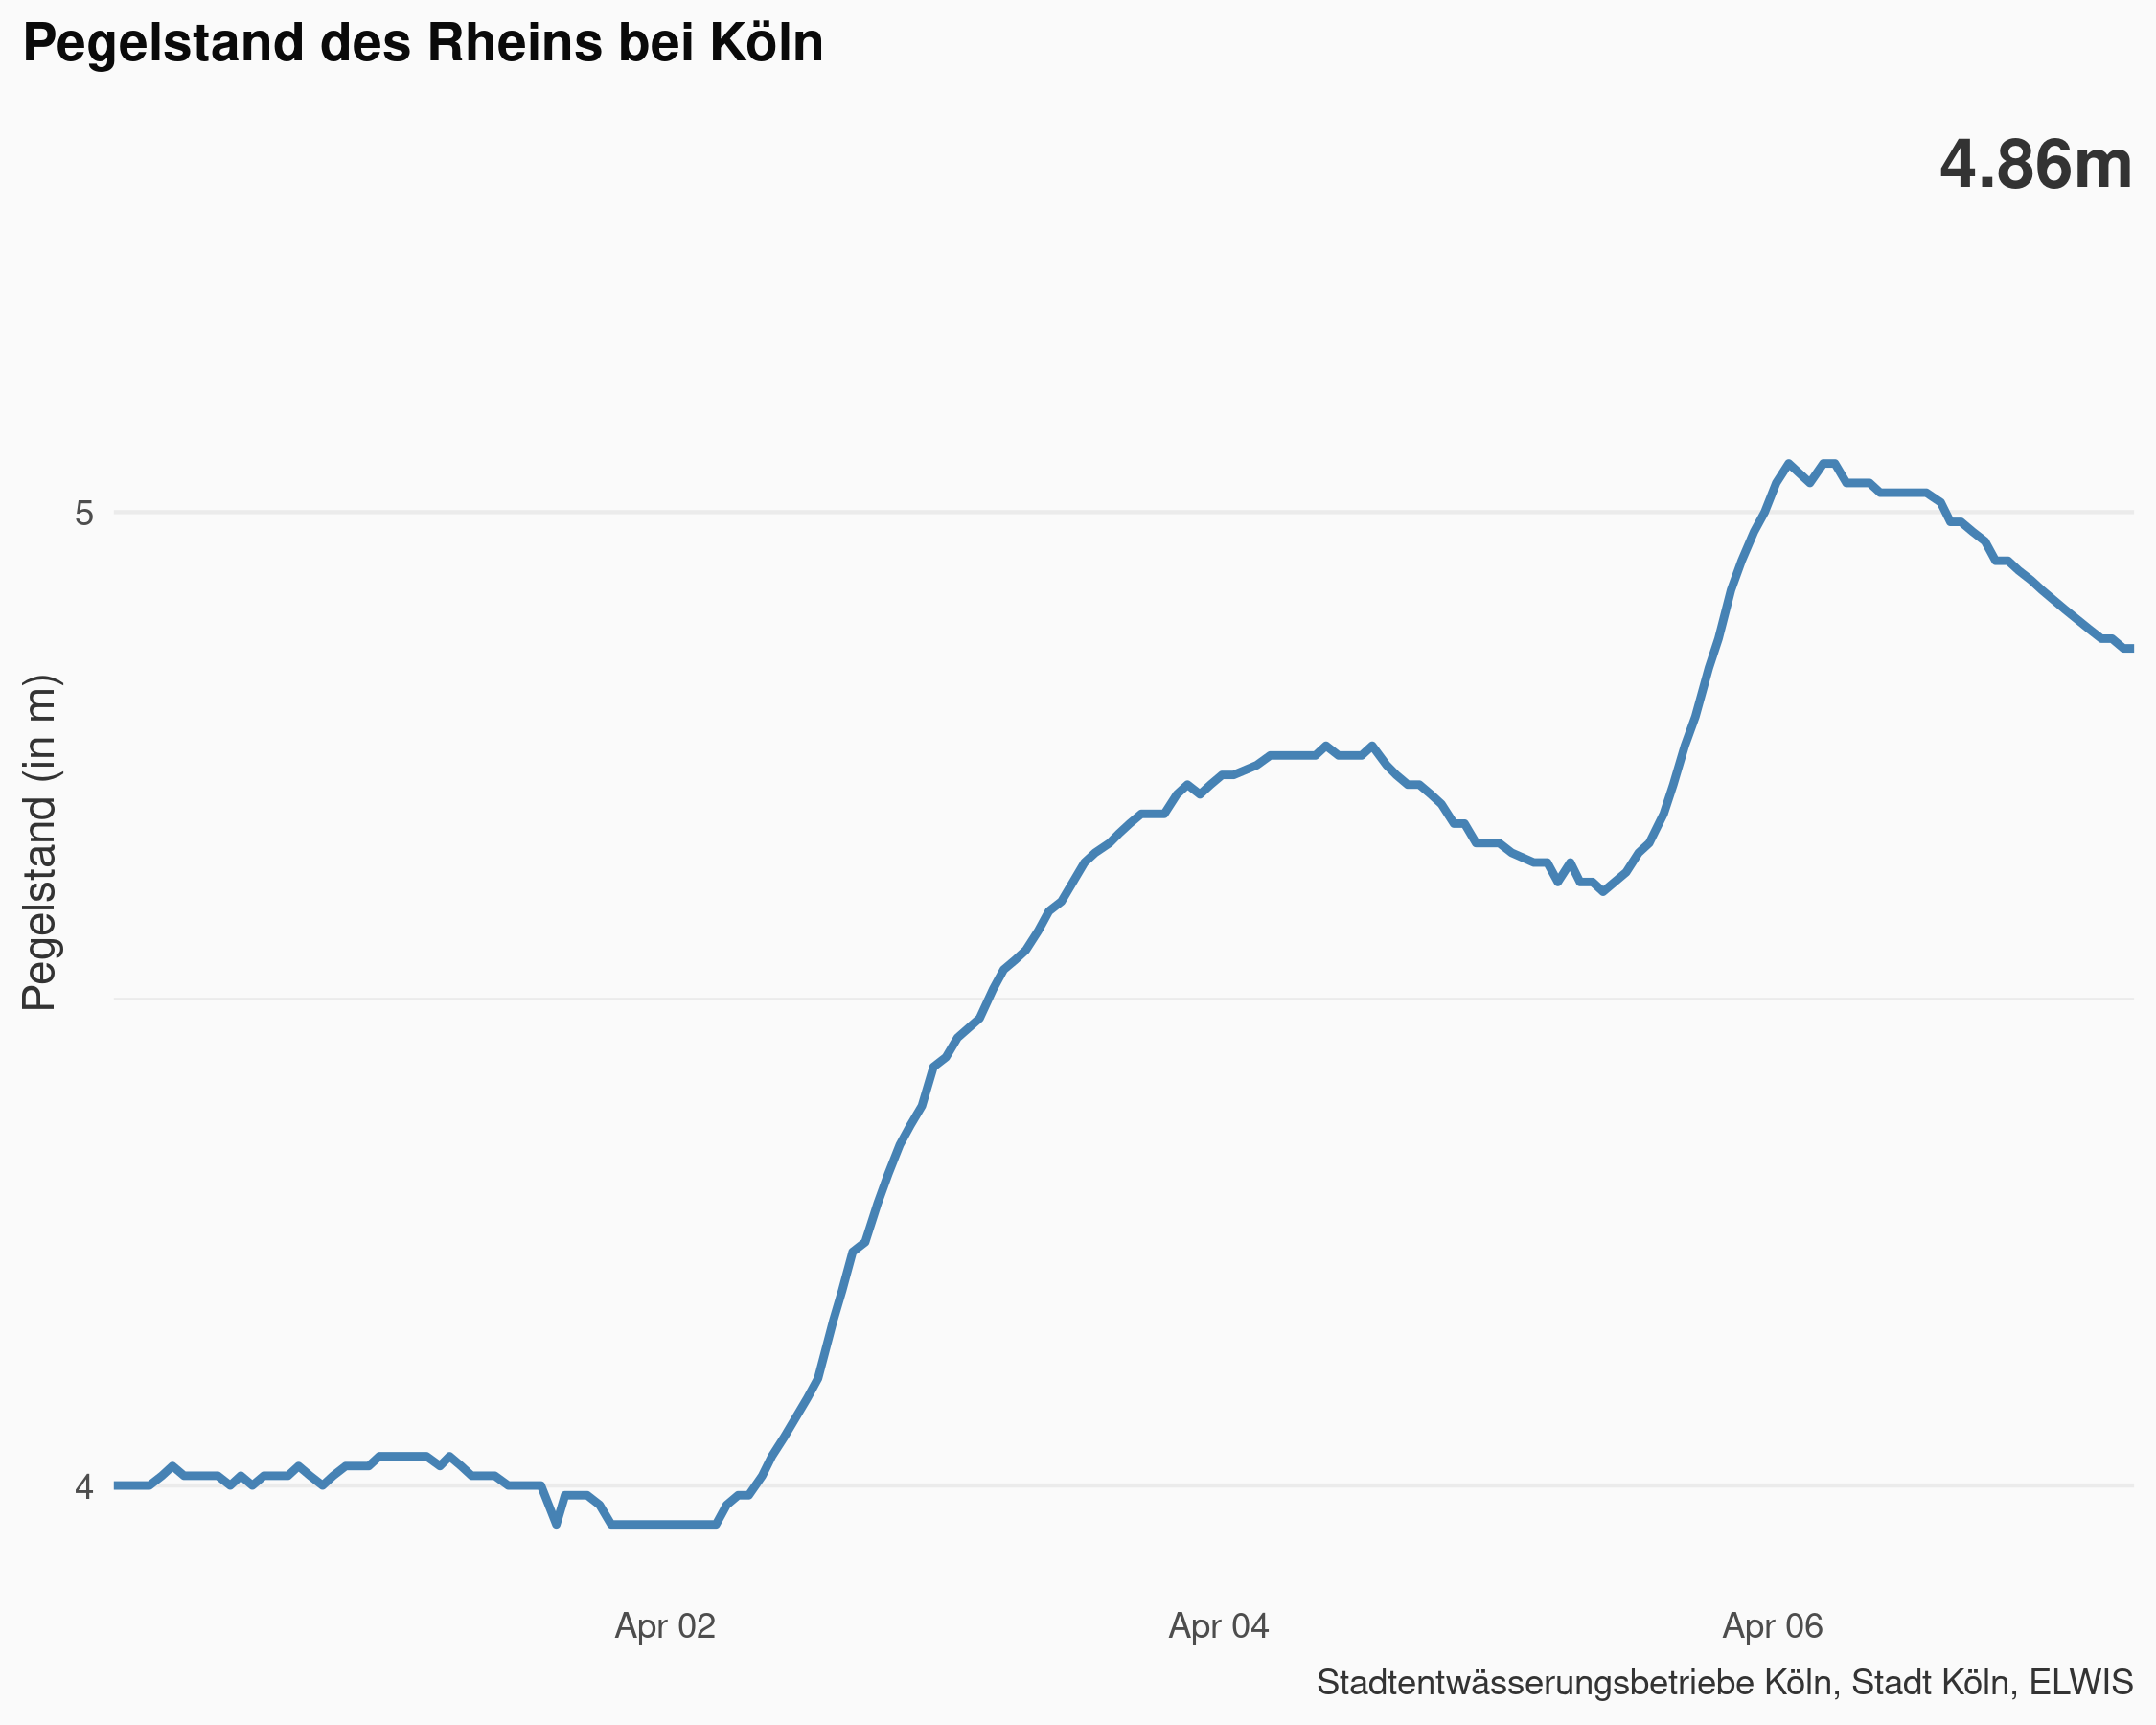 Pegelstand des Rheins bei Köln
4.86m
Pegelstand (in m)
5
4
Apr 02
Apr 04
Apr 06
Stadtentwässerungsbetriebe Köln, Stadt Köln, ELWIS